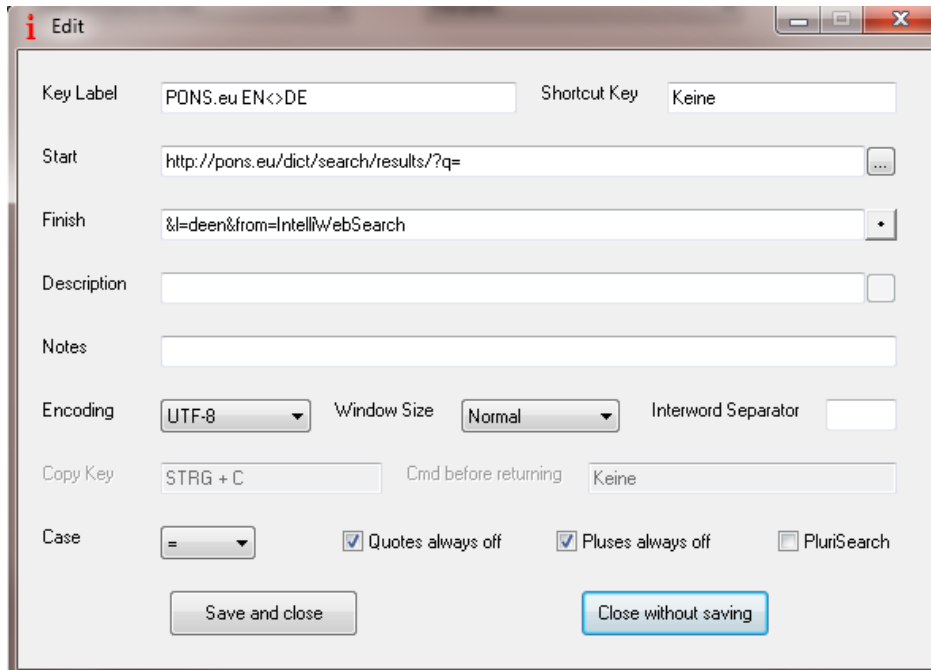 i Edit
Key Label PONS.eu EN<>DE Shortcut Key Keine
Start http://pons.eu/dict/search/results/?q= ...
Finish &l=deen&from=IntelliWebSearch
Description
Notes
Encoding UTF-8 Window Size Normal Interword Separator
Copy Key STRG + C Cmd before returning Keine
Case = Quotes always off Pluses always off PluriSearch
Save and close Close without saving